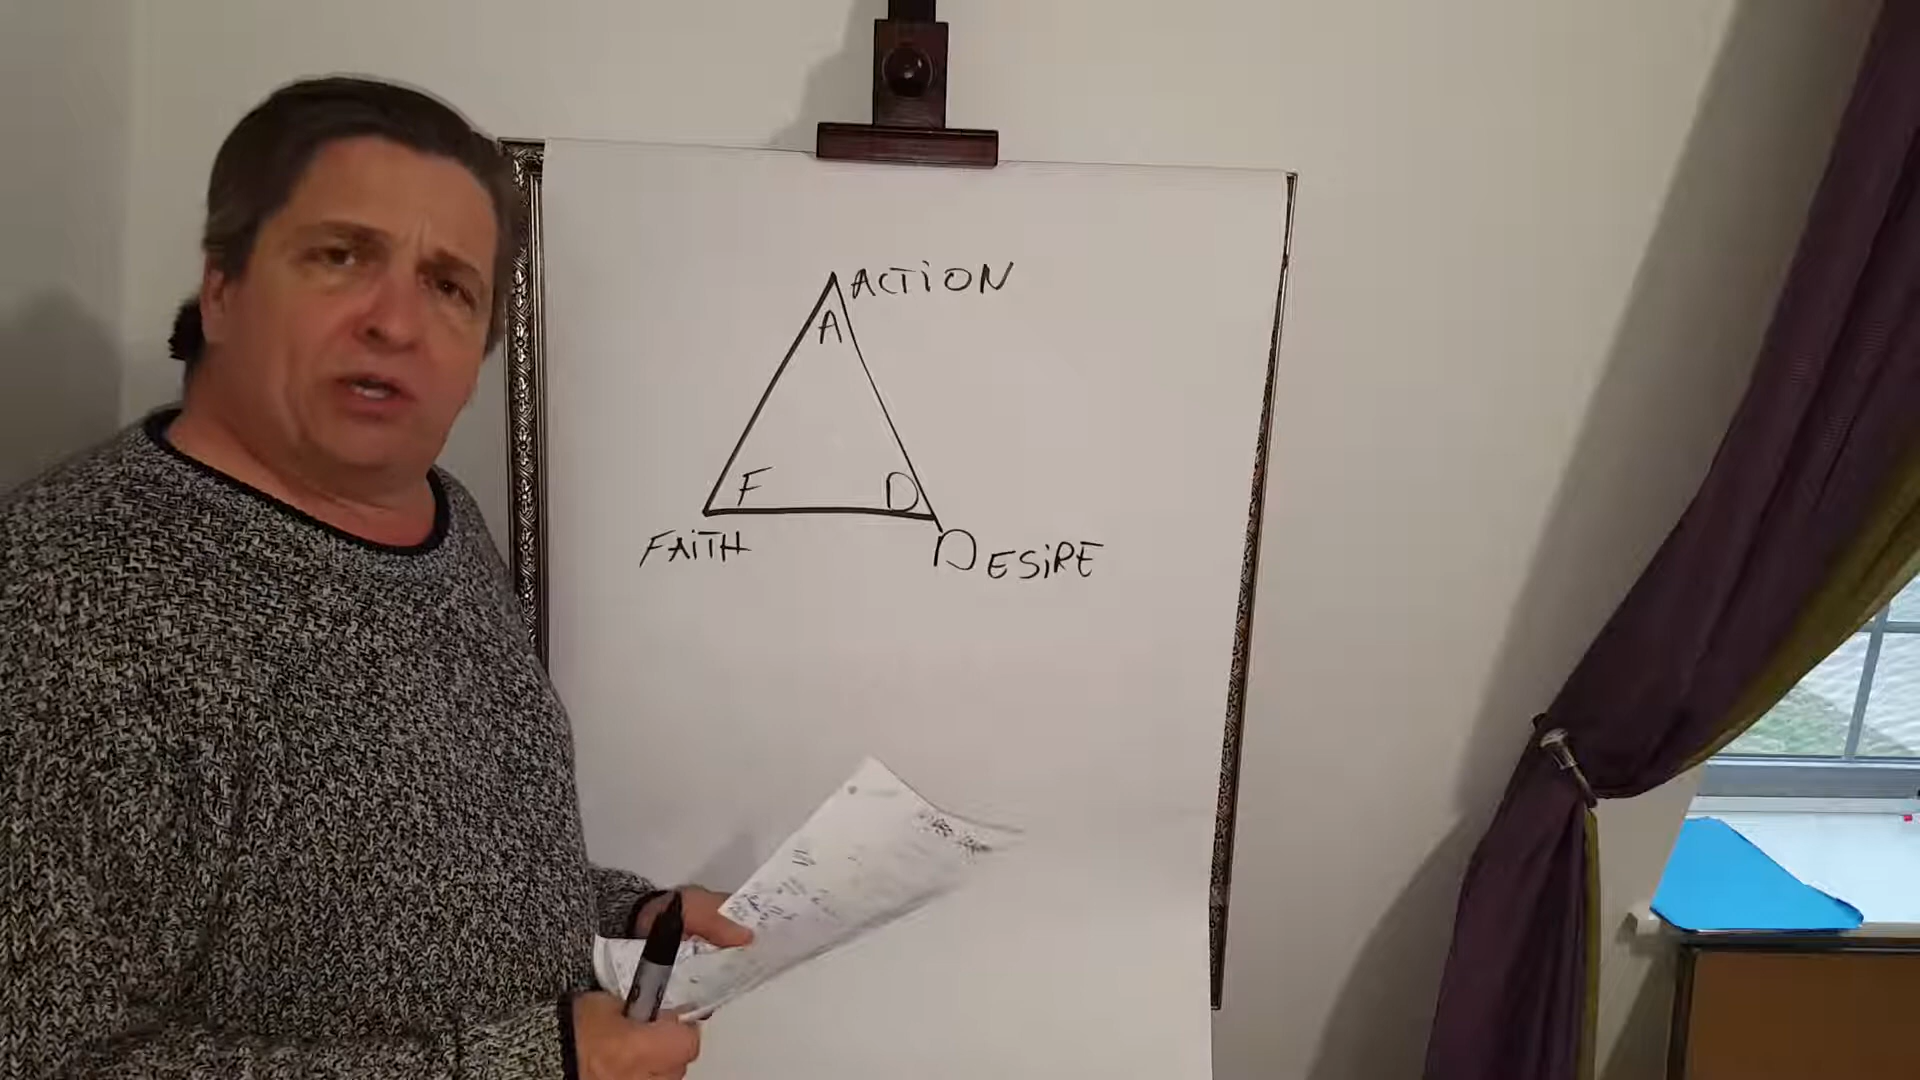 ACTiON
A
F
D
FAiTH
DESiRE